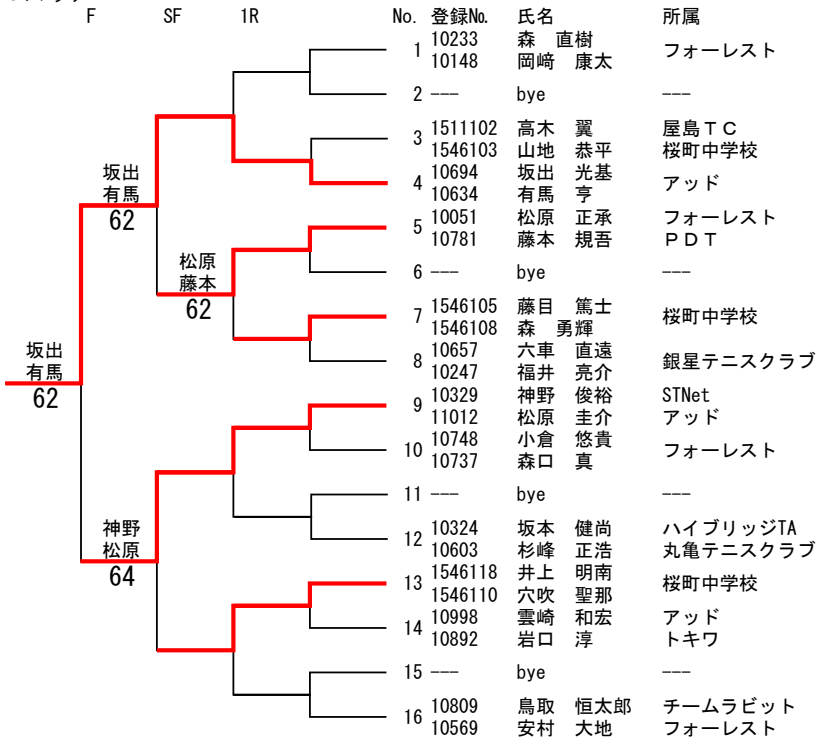 F SF 1R No. 登録No. 氏名 所属
1 10233 森 直樹 フォーレスト
10148 岡﨑 康太
2 --- bye ---
3 1511102 高木 翼 屋島TC
1546103 山地 恭平 桜町中学校
坂出
有馬
62
4 10694 坂出 光基 アッド
10634 有馬 亨
5 10051 松原 正承 フォーレスト
10781 藤本 規吾 PDT
松原
藤本
62
6 --- bye ---
7 1546105 藤目 篤士 桜町中学校
1546108 森 勇輝
坂出
有馬
62
8 10657 六車 直遠 銀星テニスクラブ
10247 福井 亮介
9 10329 神野 俊裕 STNet
11012 松原 圭介 アッド
10 10748 小倉 悠貴 フォーレスト
10737 森口 真
11 --- bye ---
神野
松原
64
12 10324 坂本 健尚 ハイブリッジTA
10603 杉峰 正浩 丸亀テニスクラブ
13 1546118 井上 明南 桜町中学校
1546110 穴吹 聖那
14 10998 雲崎 和宏 アッド
10892 岩口 淳 トキワ
15 --- bye ---
16 10809 鳥取 恒太郎 チームラビット
10569 安村 大地 フォーレスト